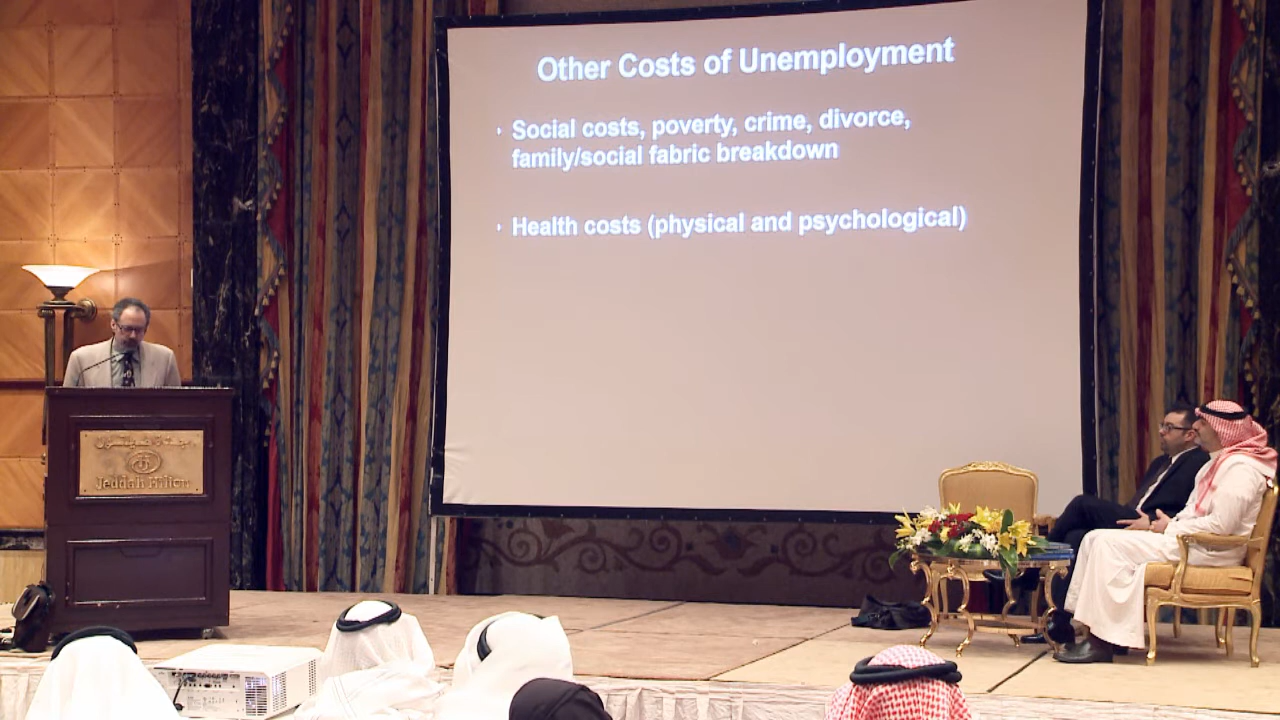 Other Costs of Unemployment
Social costs, poverty, crime, divorce,
family/social fabric breakdown
Health costs (physical and psychological)
Jeddah Hilton